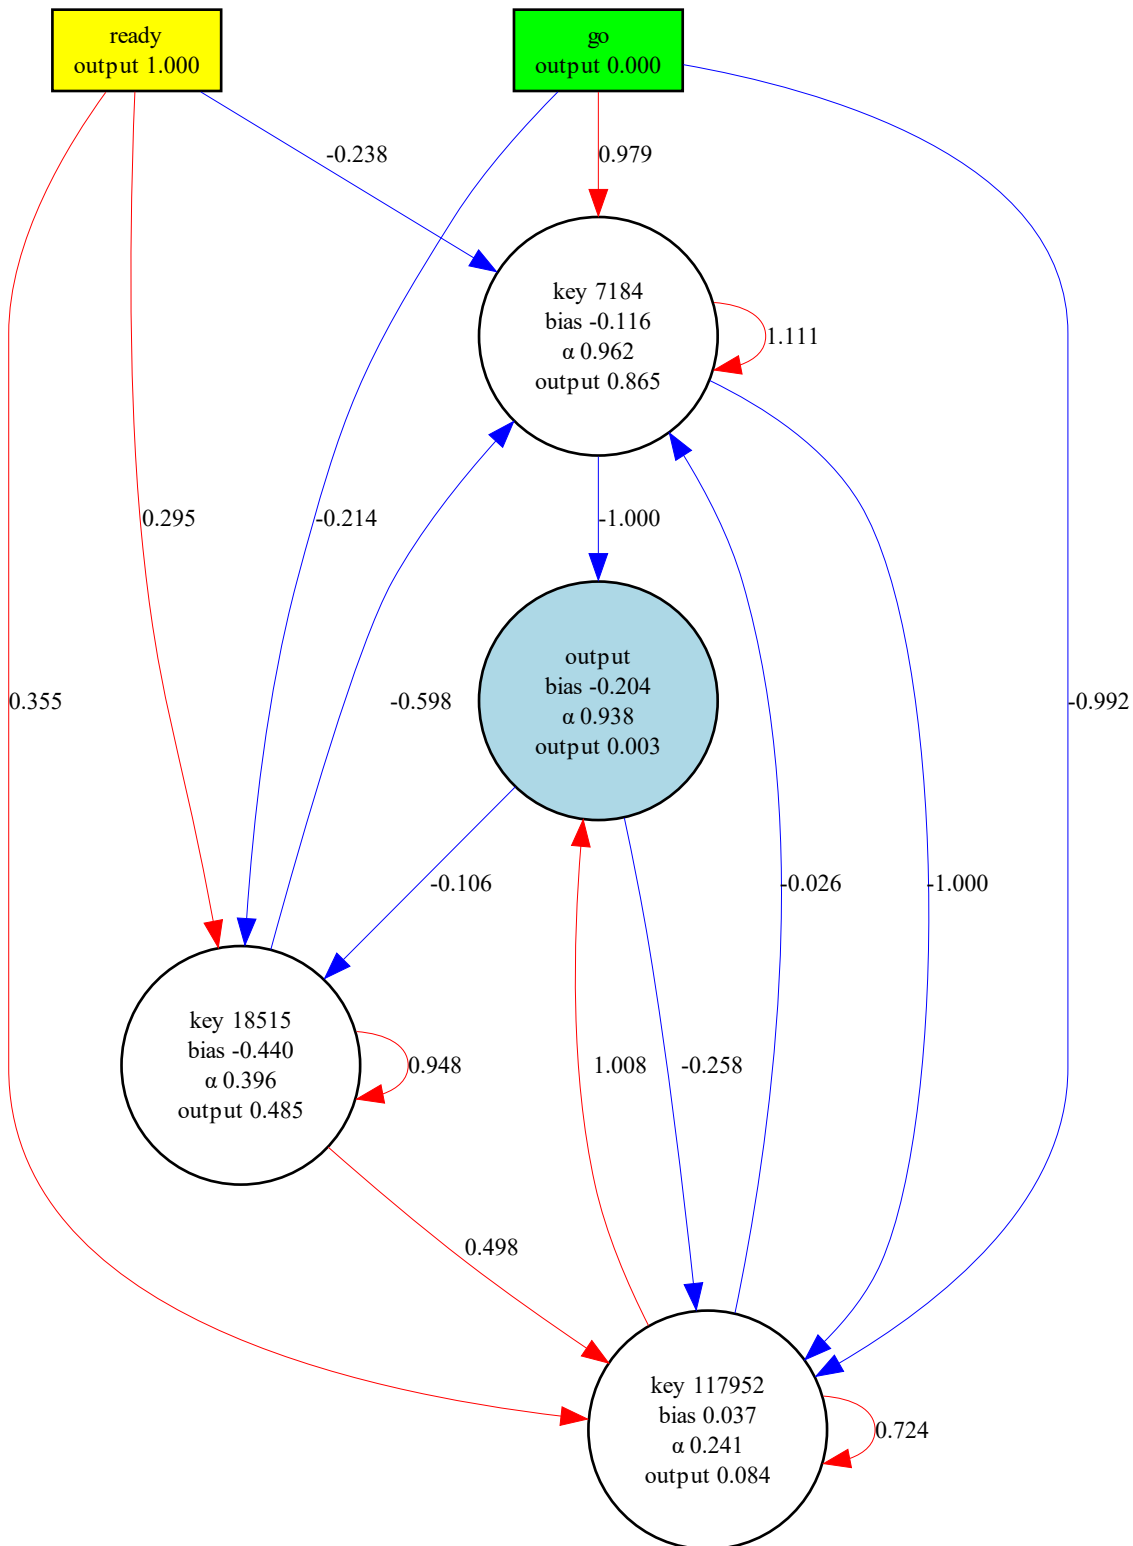 ready
output 1.000
go
output 0.000
-0.238
0.979
key 7184
bias -0.116
α 0.962
output 0.865
1.111
0.295
-0.214
-1.000
0.355
-0.598
output
bias -0.204
α 0.938
output 0.003
-0.992
-0.106
-0.026
-1.000
key 18515
bias -0.440
α 0.396
output 0.485
0.948
1.008
-0.258
0.498
key 117952
bias 0.037
α 0.241
output 0.084
0.724